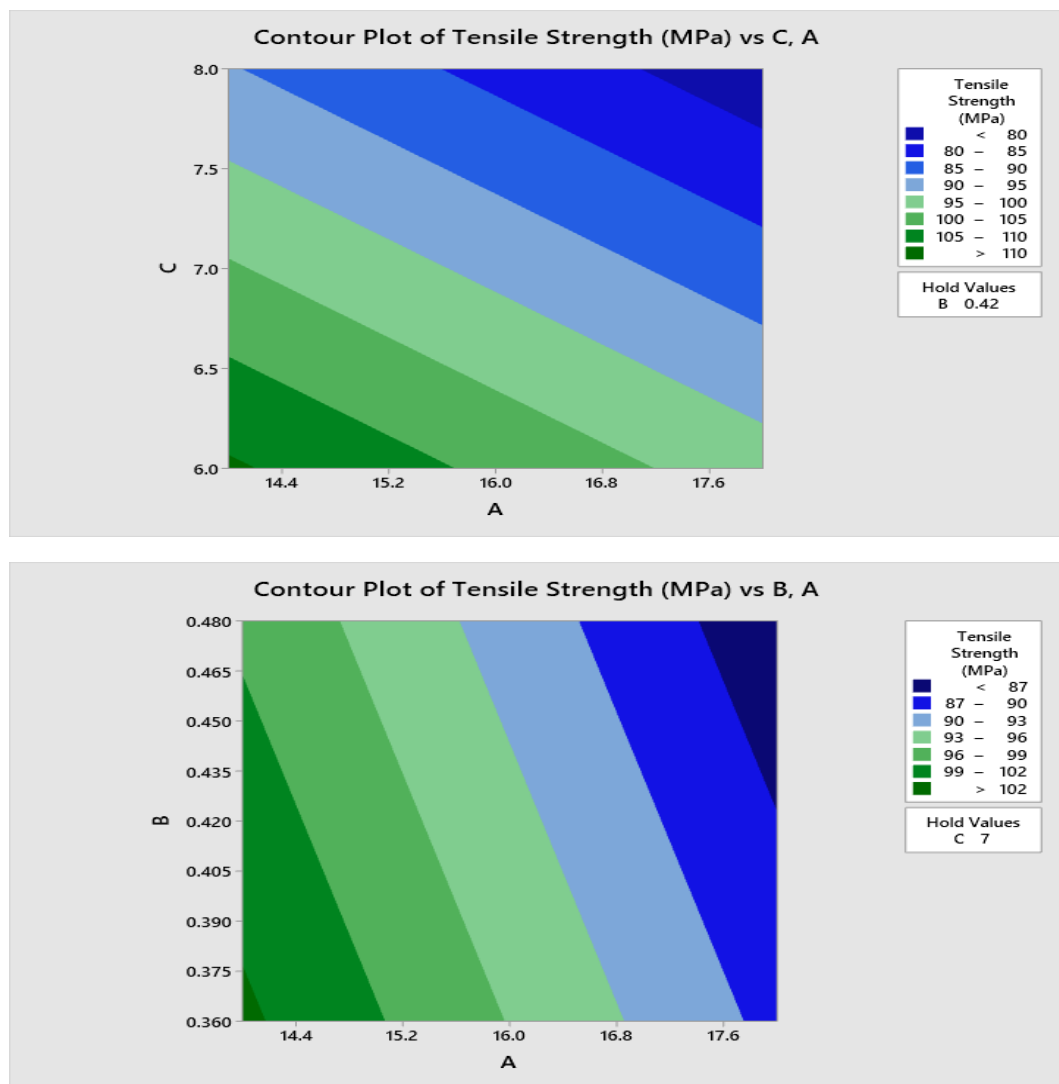 Contour Plot of Tensile Strength (MPa) vs C, A
8.0
7.5
7.0
6.5
6.0
C
14.4 15.2 16.0 16.8 17.6
A
Tensile
Strength
(MPa)
< 80
80 – 85
85 – 90
90 – 95
95 – 100
100 – 105
105 – 110
> 110
Hold Values
B 0.42
Contour Plot of Tensile Strength (MPa) vs B, A
0.480
0.465
0.450
0.435
0.420
0.405
0.390
0.375
0.360
B
14.4 15.2 16.0 16.8 17.6
A
Tensile
Strength
(MPa)
< 87
87 – 90
90 – 93
93 – 96
96 – 99
99 – 102
> 102
Hold Values
C 7